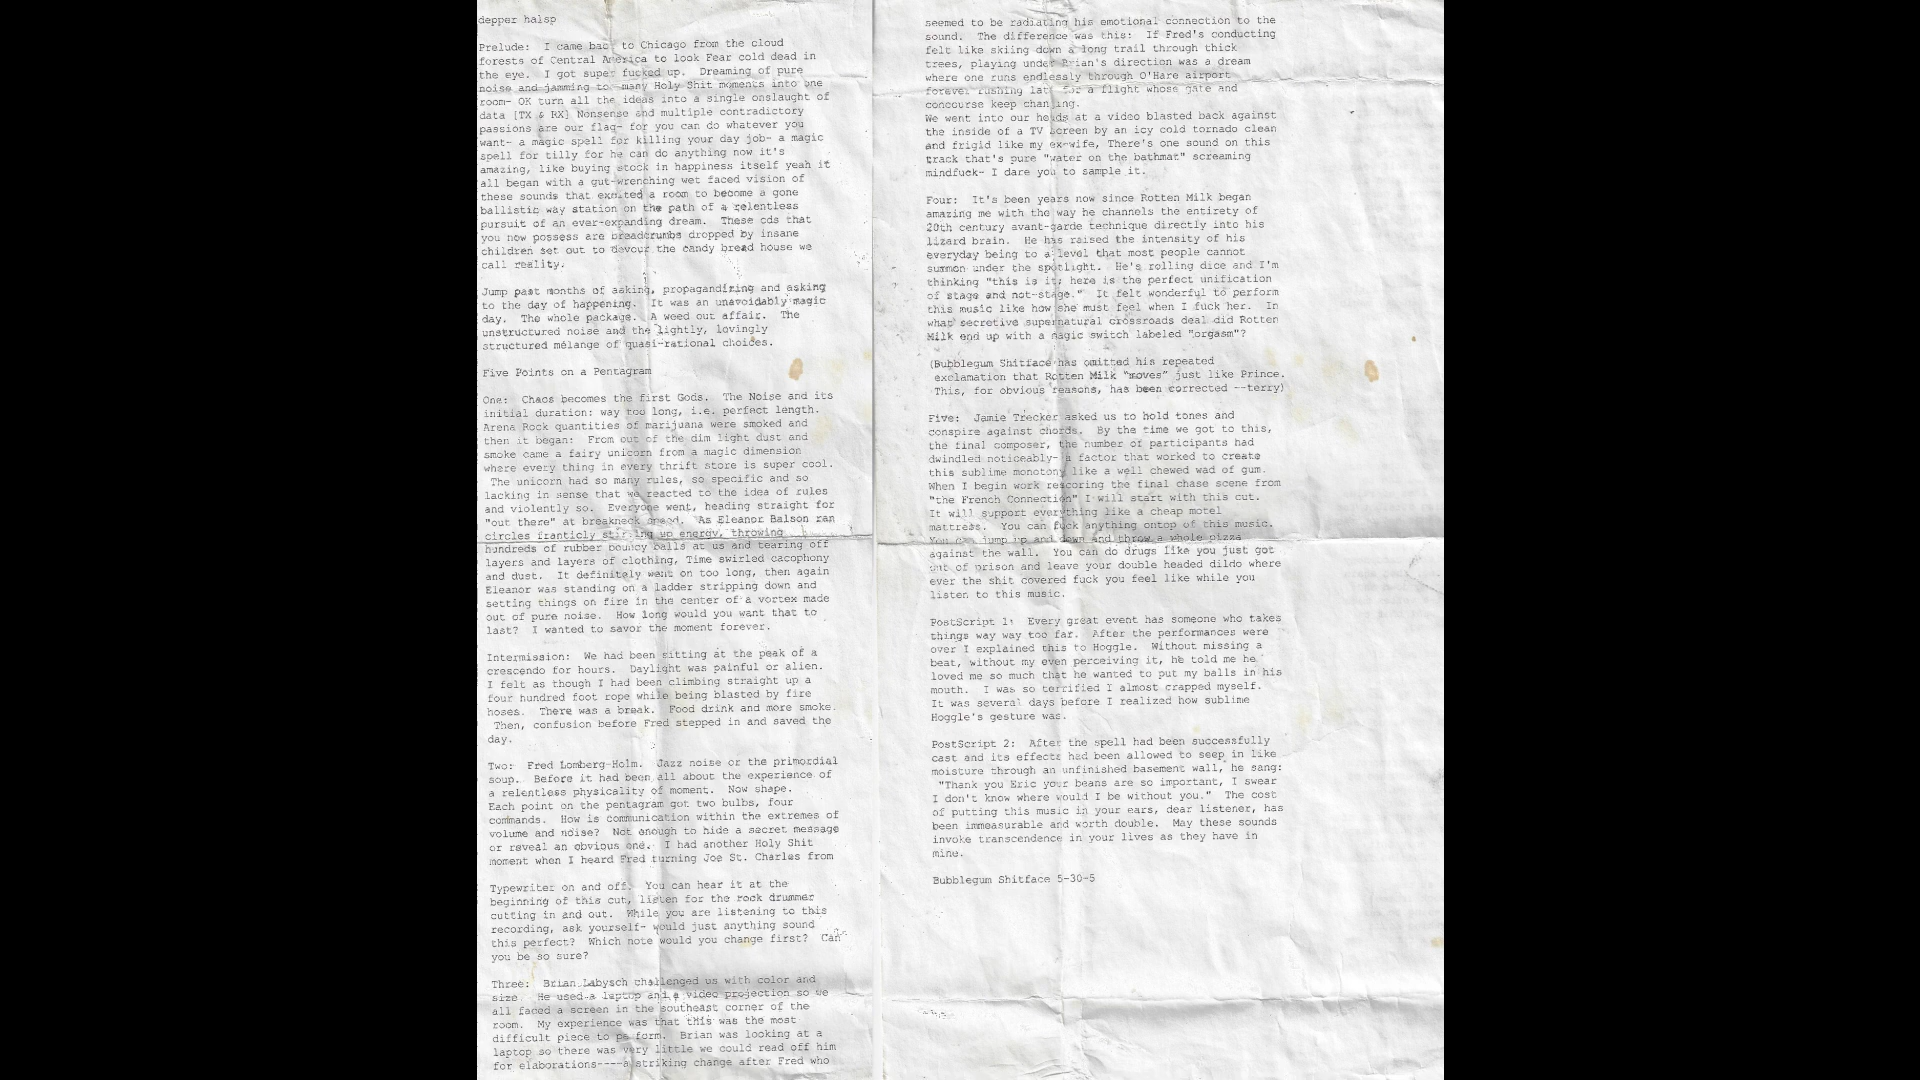 depper halsp
Prelude:  I came back to Chicago from the cloud
forests of Central America to look Fear cold dead in
the eye.  I got super fucked up.  Dreaming of pure
noise and jamming to many Holy Shit moments into one
room- OK turn all the ideas into a single onslaught of
data [TX & RX] Nonsense and multiple contradictory
passions are our flag- for you can do whatever you
want- a magic spell for killing your day job- a magic
spell for tilly for he can do anything now it's
amazing, like buying stock in happiness itself yeah it
all began with a gut-wrenching wet faced vision of
these sounds that exnited a room to become a gone
ballistic way station on the path of a relentless
pursuit of an ever-expanding dream.  These cds that
you now possess are breadcrumbs dropped by insane
children set out to devour the candy bread house we
call reality.
Jump past months of asking, propagandizing and asking
to the day of happening.  It was an unavoidably magic
day.  The whole package.  A weed out affair.  The
unstructured noise and the lightly, lovingly
structured mélange of quasi-rational choices.
Five Points on a Pentagram
One:  Chaos becomes the first Gods.  The Noise and its
initial duration: way too long, i.e. perfect length.
Arena Rock quantities of marijuana were smoked and
then it began:  From out of the dim light dust and
smoke came a fairy unicorn from a magic dimension
where every thing in every thrift store is super cool.
The unicorn had so many rules, so specific and so
lacking in sense that we reacted to the idea of rules
and violently so.  Everyone went, heading straight for
"out there" at breakneck speed.  As Eleanor Balson ran
circles franticly stirring up energy, throwing
hundreds of rubber bouncy balls at us and tearing off
layers and layers of clothing, Time swirled cacophony
and dust.  It definitely went on too long, then again
Eleanor was standing on a ladder stripping down and
setting things on fire in the center of a vortex made
out of pure noise.  How long would you want that to
last?  I wanted to savor the moment forever.
Intermission:  We had been sitting at the peak of a
crescendo for hours.  Daylight was painful or alien.
I felt as though I had been climbing straight up a
four hundred foot rope while being blasted by fire
hoses.  There was a break.  Food drink and more smoke.
Then, confusion before Fred stepped in and saved the
day.
Two:  Fred Lomberg-Holm.  Jazz noise or the primordial
soup.  Before it had been all about the experience of
a relentless physicality of moment.  Now shape.
Each point on the pentagram got two bulbs, four
commands.  How is communication within the extremes of
volume and noise?  Not enough to hide a secret message
or reveal an obvious one.  I had another Holy Shit
moment when I heard Fred turning Joe St. Charles from
Typewriter on and off.  You can hear it at the
beginning of this cut, listen for the rock drummer
cutting in and out.  While you are listening to this
recording, ask yourself- would just anything sound
this perfect?  Which note would you change first?  Can
you be so sure?
Three:  Brian Labysch challenged us with color and
size  He used a laptop and a video projection so we
all faced a screen in the southeast corner of the
room.  My experience was that this was the most
difficult piece to perform.  Brian was looking at a
laptop so there was very little we could read off him
for elaborations----a striking change after Fred who
seemed to be radiating his emotional connection to the
sound.  The difference was this:  If Fred's conducting
felt like skiing down a long trail through thick
trees, playing under Brian's direction was a dream
where one runs endlessly through O'Hare airport
forever rushing late for a flight whose gate and
concourse keep changing.
We went into our heads at a video blasted back against
the inside of a TV screen by an icy cold tornado clean
and frigid like my ex-wife, There's one sound on this
track that's pure "water on the bathmat" screaming
mindfuck- I dare you to sample it.
Four:  It's been years now since Rotten Milk began
amazing me with the way he channels the entirety of
20th century avant-garde technique directly into his
lizard brain.  He has raised the intensity of his
everyday being to a level that most people cannot
summon under the spotlight.  He's rolling dice and I'm
thinking "this is it; here is the perfect unification
of stage and not-stage."  It felt wonderful to perform
this music like how she must feel when I fuck her.  In
what secretive supernatural crossroads deal did Rotten
Milk end up with a magic switch labeled "orgasm"?
(Bubblegum Shitface has omitted his repeated
exclamation that Rotten Milk “moves” just like Prince.
This, for obvious reasons, has been corrected --terry)
Five:  Jamie Trecker asked us to hold tones and
conspire against chords.  By the time we got to this,
the final composer, the number of participants had
dwindled noticeably- a factor that worked to create
this sublime monotony like a well chewed wad of gum.
When I begin work rescoring the final chase scene from
"the French Connection" I will start with this cut.
It will support everything like a cheap motel
mattress.  You can fuck anything ontop of this music.
You can jump up and down and throw a whole pizza
against the wall.  You can do drugs like you just got
out of prison and leave your double headed dildo where
ever the shit covered fuck you feel like while you
listen to this music.
PostScript 1:  Every great event has someone who takes
things way way too far.  After the performances were
over I explained this to Hoggle.  Without missing a
beat, without my even perceiving it, he told me he
loved me so much that he wanted to put my balls in his
mouth.  I was so terrified I almost crapped myself.
It was several days before I realized how sublime
Hoggle's gesture was.
PostScript 2:  After the spell had been successfully
cast and its effects had been allowed to seep in like
moisture through an unfinished basement wall, he sang:
"Thank you Eric your beans are so important, I swear
I don't know where would I be without you."  The cost
of putting this music in your ears, dear listener, has
been immeasurable and worth double.  May these sounds
invoke transcendence in your lives as they have in
mine.
Bubblegum Shitface 5-30-5